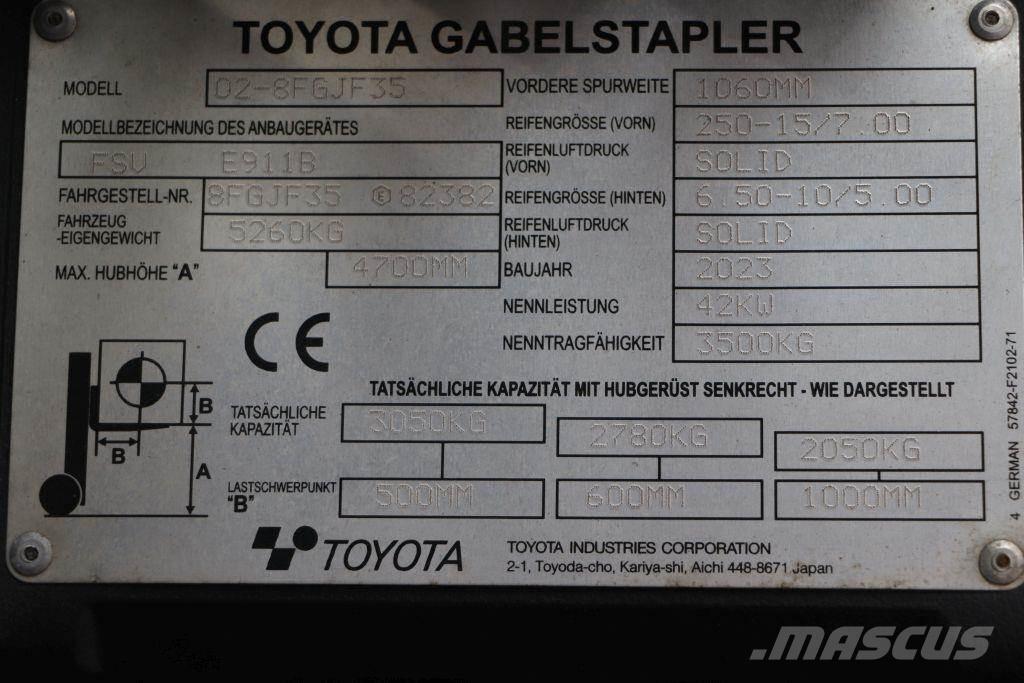 TOYOTA GABELSTAPLER
MODELL 02-8FGJF35 VORDERE SPURWEITE 1060MM
MODELLBEZEICHNUNG DES ANBAUGERÄTES REIFENGRÖSSE (VORN) 250-15/7.00
FSV E911B REIFENLUFTDRUCK (VORN) SOLID
FAHRGESTELL-NR. 8FGJF35 E 82382 REIFENGRÖSSE (HINTEN) 6.50-10/5.00
FAHRZEUG -EIGENGEWICHT 5260KG REIFENLUFTDRUCK (HINTEN) SOLID
MAX. HUBHÖHE "A" 4700MM BAUJAHR 2023
NENNLEISTUNG 42KW
NENNTRAGFÄHIGKEIT 3500KG
CE
TATSÄCHLICHE KAPAZITÄT MIT HUBGERÜST SENKRECHT - WIE DARGESTELLT
B
B
A
TATSÄCHLICHE KAPAZITÄT 3050KG 2780KG 2050KG
LASTSCHWERPUNKT "B" 500MM 600MM 1000MM
TOYOTA
TOYOTA INDUSTRIES CORPORATION
2-1, Toyoda-cho, Kariya-shi, Aichi 448-8671 Japan
4 GERMAN 57842-F2102-71
.MASCUS